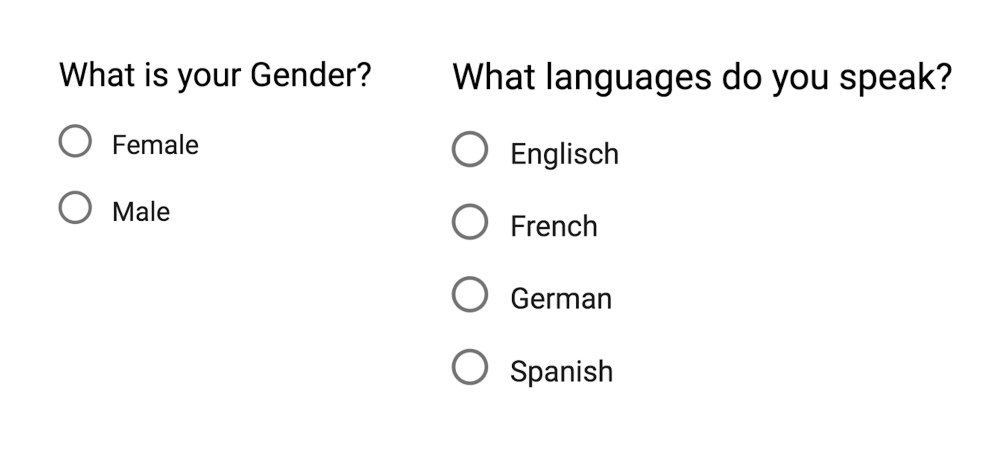 What is your Gender?
Female
Male
What languages do you speak?
Englisch
French
German
Spanish